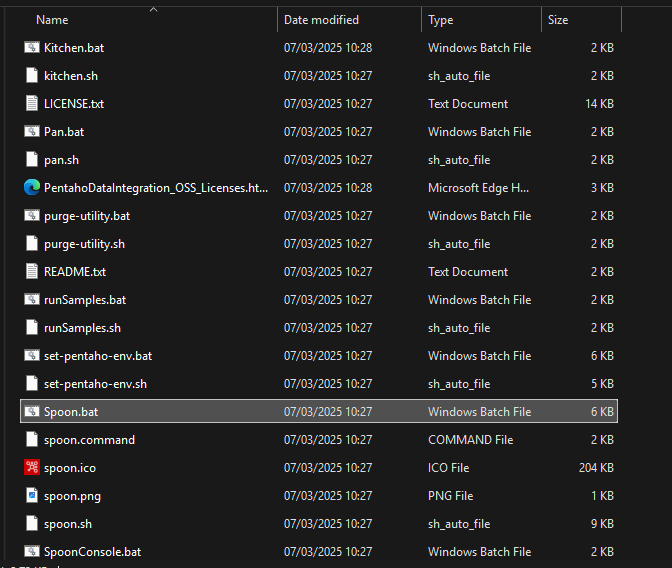 Name Date modified Type Size
Kitchen.bat 07/03/2025 10:28 Windows Batch File 2 KB
kitchen.sh 07/03/2025 10:27 sh_auto_file 2 KB
LICENSE.txt 07/03/2025 10:27 Text Document 14 KB
Pan.bat 07/03/2025 10:27 Windows Batch File 2 KB
pan.sh 07/03/2025 10:27 sh_auto_file 2 KB
PentahoDataIntegration_OSS_Licenses.ht... 07/03/2025 10:28 Microsoft Edge H... 3 KB
purge-utility.bat 07/03/2025 10:27 Windows Batch File 2 KB
purge-utility.sh 07/03/2025 10:27 sh_auto_file 2 KB
README.txt 07/03/2025 10:27 Text Document 2 KB
runSamples.bat 07/03/2025 10:27 Windows Batch File 2 KB
runSamples.sh 07/03/2025 10:27 sh_auto_file 2 KB
set-pentaho-env.bat 07/03/2025 10:27 Windows Batch File 6 KB
set-pentaho-env.sh 07/03/2025 10:27 sh_auto_file 5 KB
Spoon.bat 07/03/2025 10:27 Windows Batch File 6 KB
spoon.command 07/03/2025 10:27 COMMAND File 2 KB
spoon.ico 07/03/2025 10:27 ICO File 204 KB
spoon.png 07/03/2025 10:27 PNG File 1 KB
spoon.sh 07/03/2025 10:27 sh_auto_file 9 KB
SpoonConsole.bat 07/03/2025 10:27 Windows Batch File 2 KB